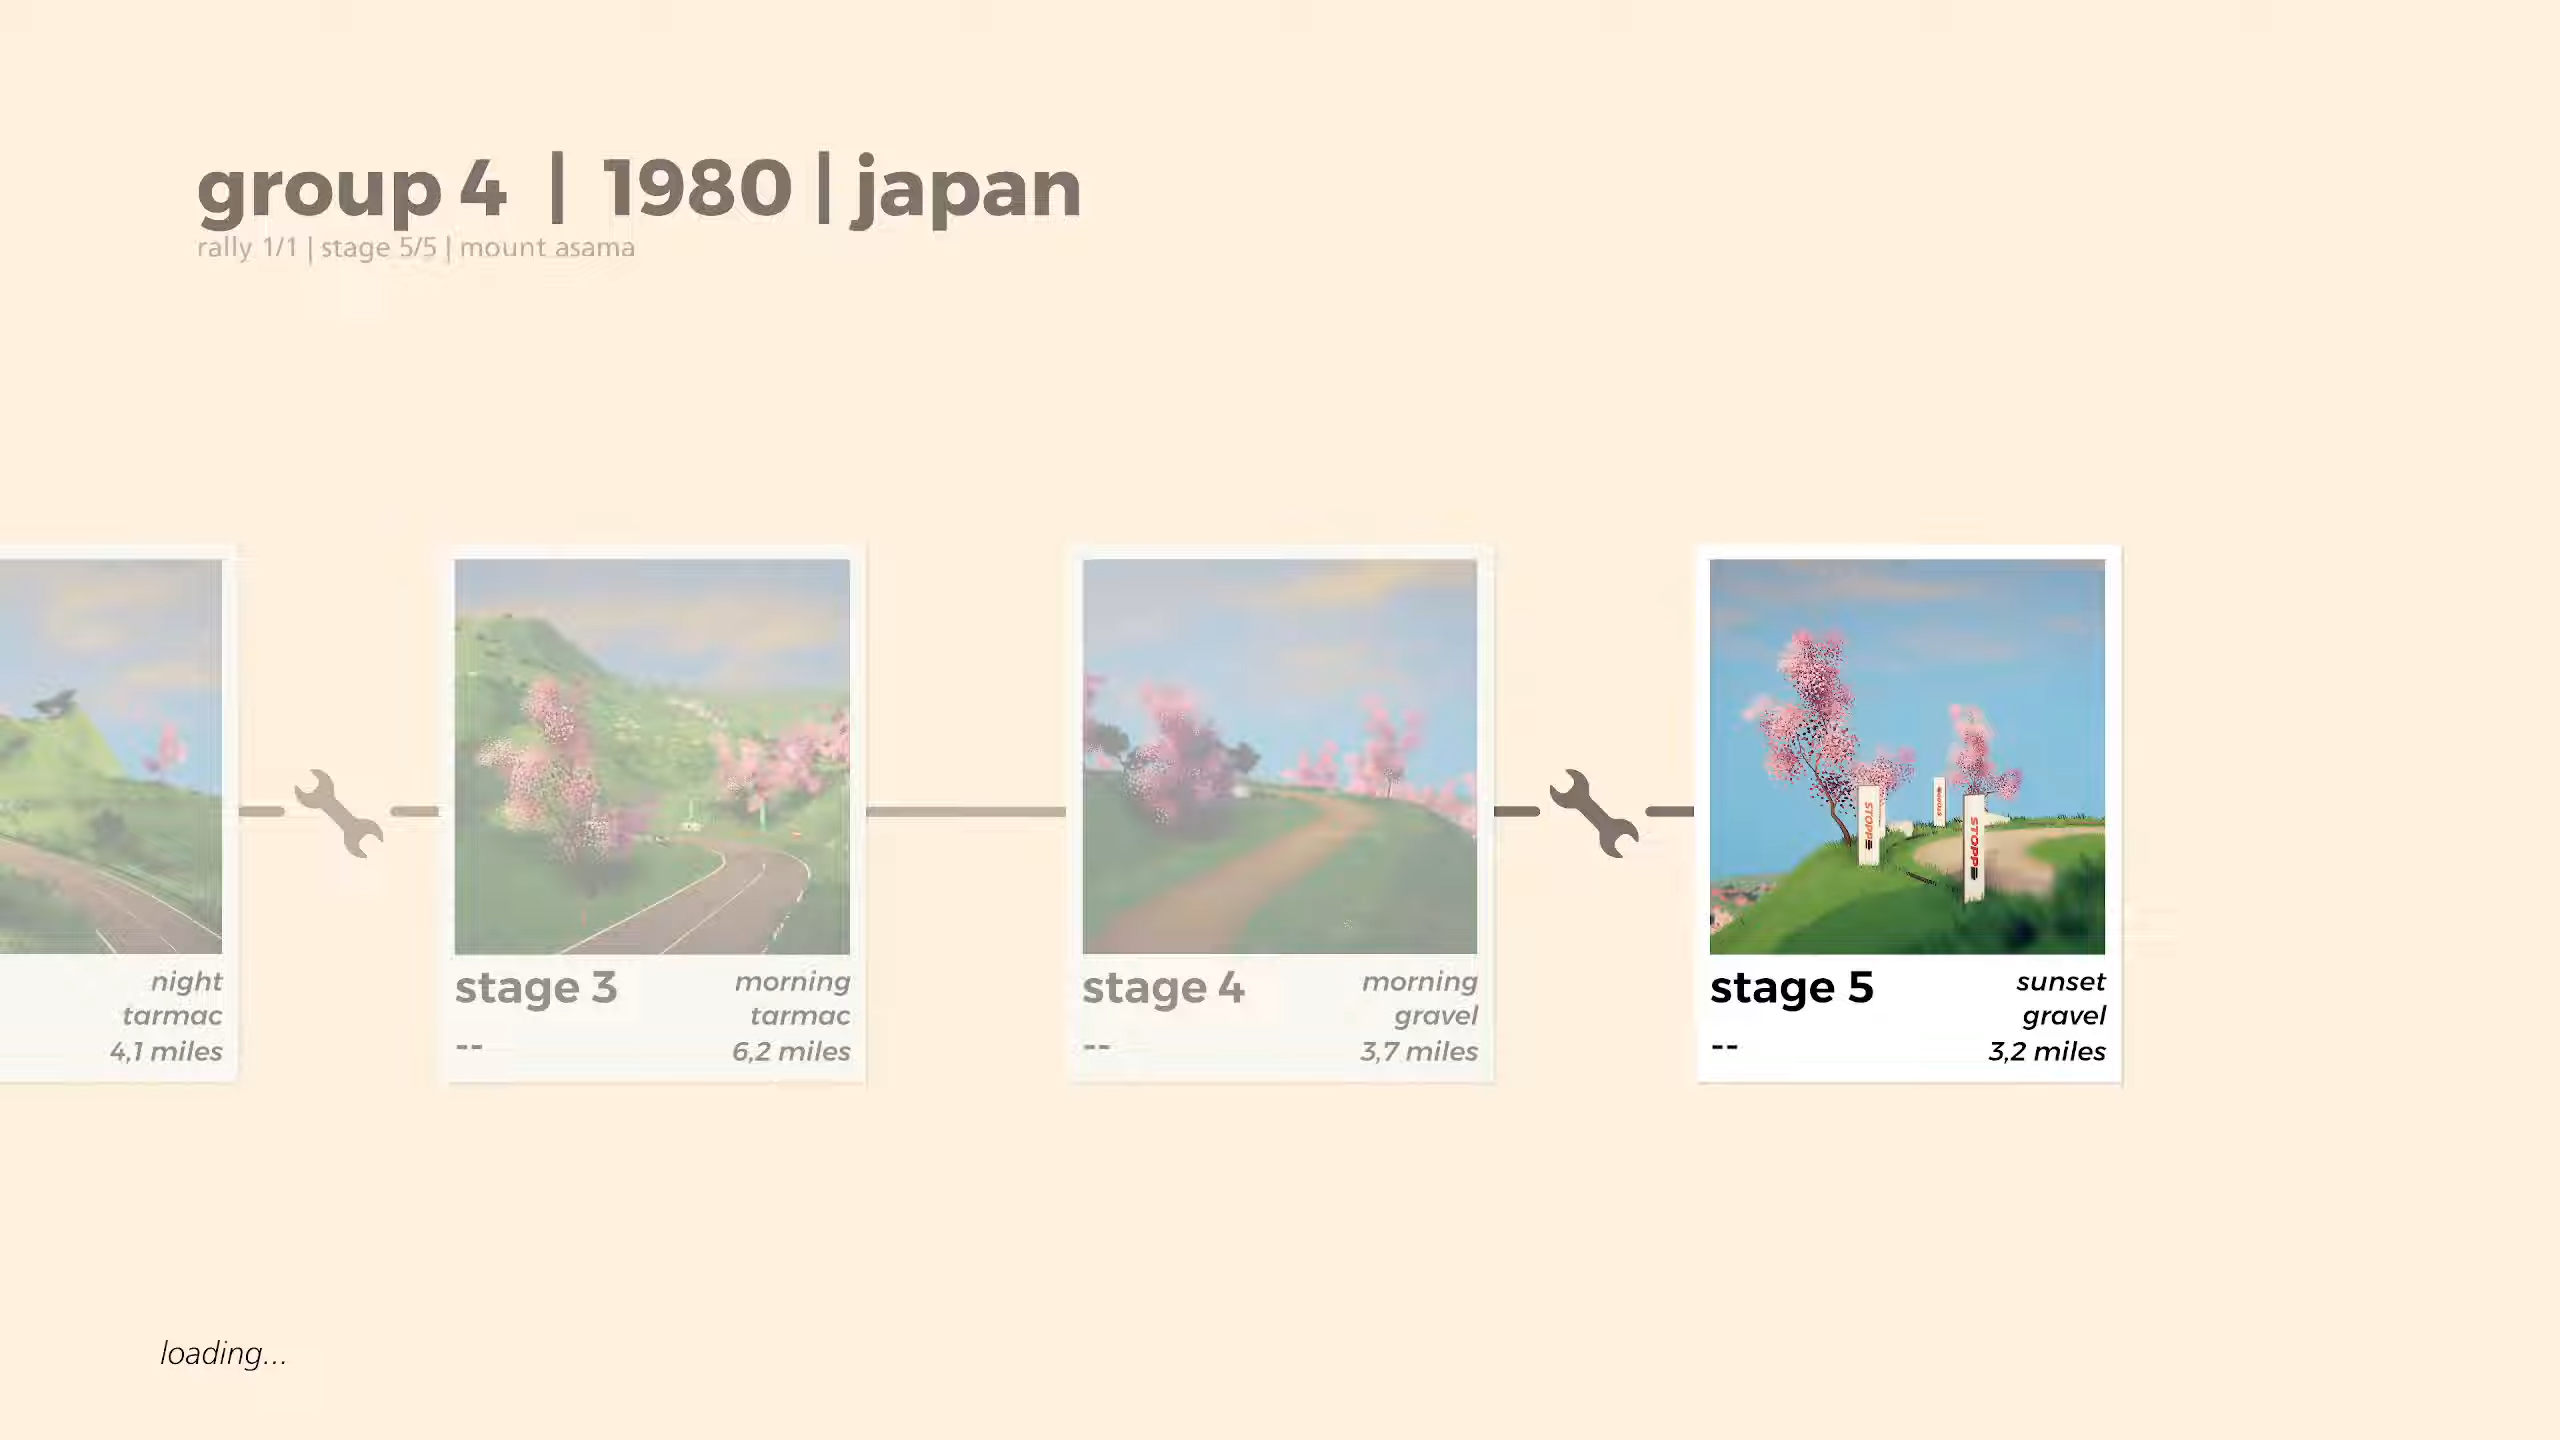 group 4 | 1980 | japan
rally 1/1 | stage 5/5 | mount asama
night
tarmac
4,1 miles
stage 3
morning
tarmac
--
6,2 miles
stage 4
morning
gravel
--
3,7 miles
STOPPE
STOPPE
stage 5
sunset
gravel
--
3,2 miles
loading...